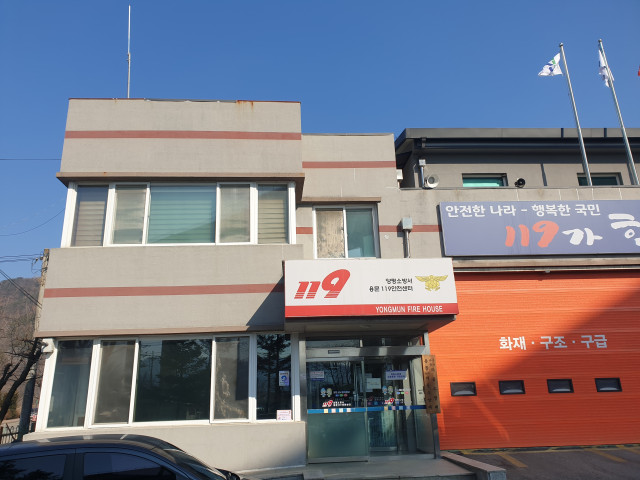 안전한 나라 - 행복한 국민
119가
119
양평소방서
용문 119안전센터
YONGMUN FIRE HOUSE
화재 · 구조 · 구급
119